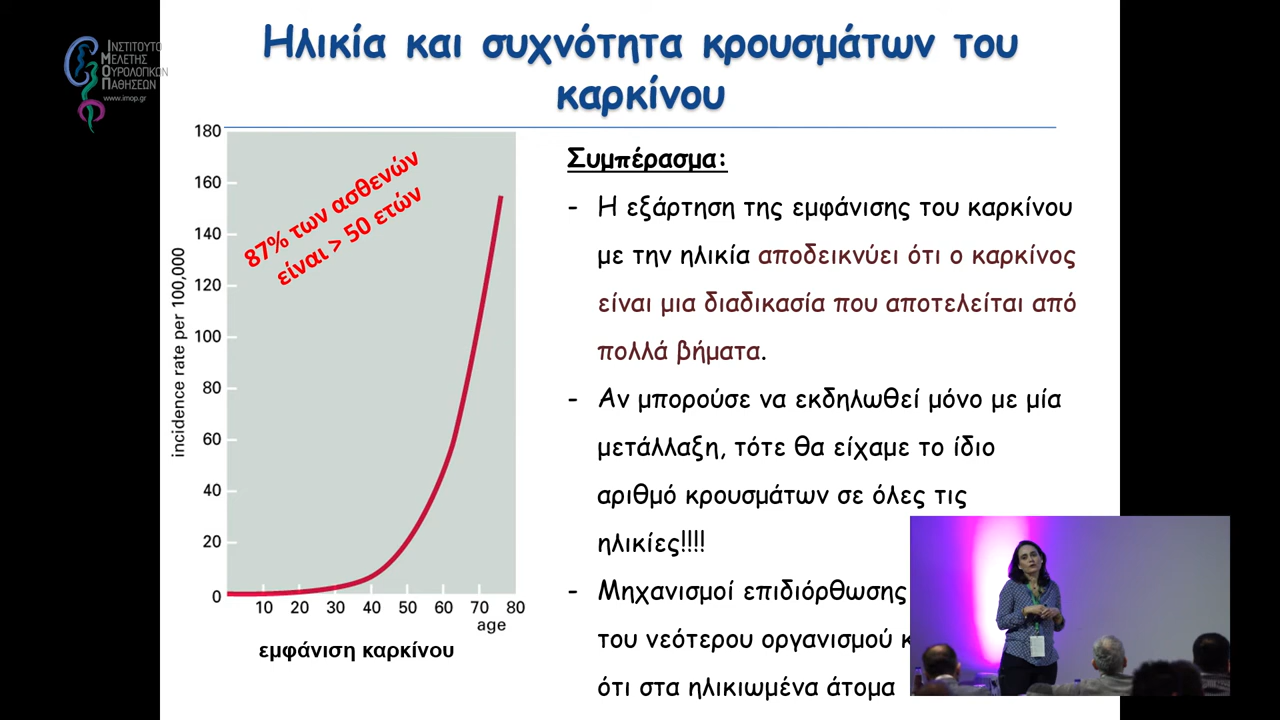 Ηλικία και συχνότητα κρουσμάτων του
καρκίνου
ΙΝΣΤΙΤΟΥΤΟ
ΜΕΛΕΤΗΣ
ΟΥΡΟΛΟΓΙΚΩΝ
ΠΑΘΗΣΕΩΝ
www.imop.gr
180
160
140
120
100
80
60
40
20
0
incidence rate per 100,000
87% των ασθενών
είναι > 50 ετών
10 20 30 40 50 60 70 80
age
εμφάνιση καρκίνου
Συμπέρασμα:
- Η εξάρτηση της εμφάνισης του καρκίνου
με την ηλικία αποδεικνύει ότι ο καρκίνος
είναι μια διαδικασία που αποτελείται από
πολλά βήματα.
- Αν μπορούσε να εκδηλωθεί μόνο με μία
μετάλλαξη, τότε θα είχαμε το ίδιο
αριθμό κρουσμάτων σε όλες τις
ηλικίες!!!!
- Μηχανισμοί επιδιόρθωσης
του νεότερου οργανισμού
ότι στα ηλικιωμένα άτομα